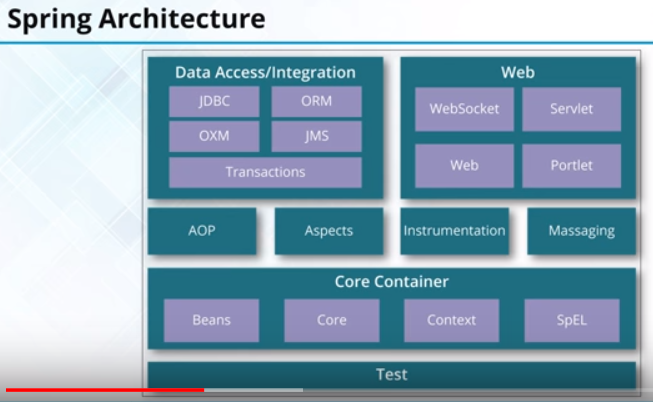 Spring Architecture
Data Access/Integration
JDBC
ORM
OXM
JMS
Transactions
Web
WebSocket
Servlet
Web
Portlet
AOP
Aspects
Instrumentation
Massaging
Core Container
Beans
Core
Context
SpEL
Test